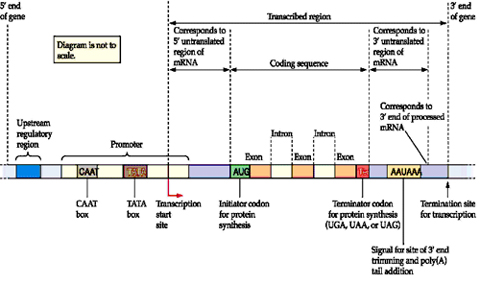 5' end
of gene
Transcribed region
3' end
of gene
Diagram is not to
scale.
Corresponds to
5' untranslated
region of
mRNA
Coding sequence
Corresponds to
3' untranslated
region of
mRNA
Corresponds to
3' end of processed
mRNA
Upstream
regulatory
region
Promoter
Exon
Intron
Exon
Intron
Exon
CAAT
AUG
AAUAAA
CAAT
box
TATA
box
Transcription
start
site
Initiator codon
for protein
synthesis
Terminator codon
for protein synthesis
(UGA, UAA, or UAG)
Termination site
for transcription
Signal for site of 3' end
trimming and poly(A)
tail addition